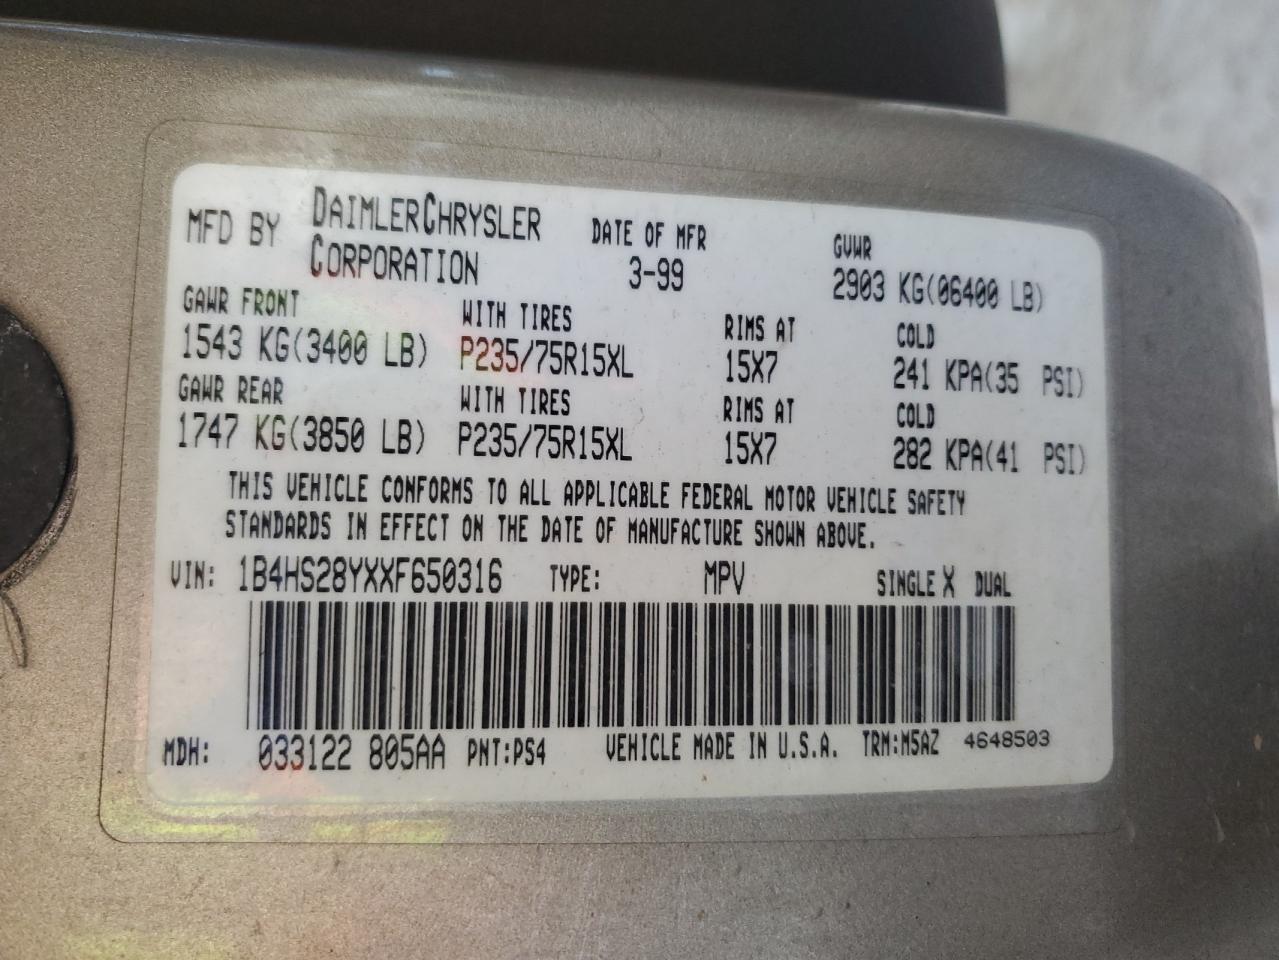 MFD BY DAIMLERCHRYSLER CORPORATION DATE OF MFR 3-99 GVWR 2903 KG(06400 LB)
GAWR FRONT WITH TIRES RIMS AT COLD
1543 KG(3400 LB) P235/75R15XL 15X7 241 KPA(35 PSI)
GAWR REAR WITH TIRES RIMS AT COLD
1747 KG(3850 LB) P235/75R15XL 15X7 282 KPA(41 PSI)
THIS VEHICLE CONFORMS TO ALL APPLICABLE FEDERAL MOTOR VEHICLE SAFETY
STANDARDS IN EFFECT ON THE DATE OF MANUFACTURE SHOWN ABOVE.
VIN: 1B4HS28YXXF650316 TYPE: MPV SINGLE X DUAL
MDH: 033122 805AA PNT:PS4 VEHICLE MADE IN U.S.A. TRM:M5AZ 4648503